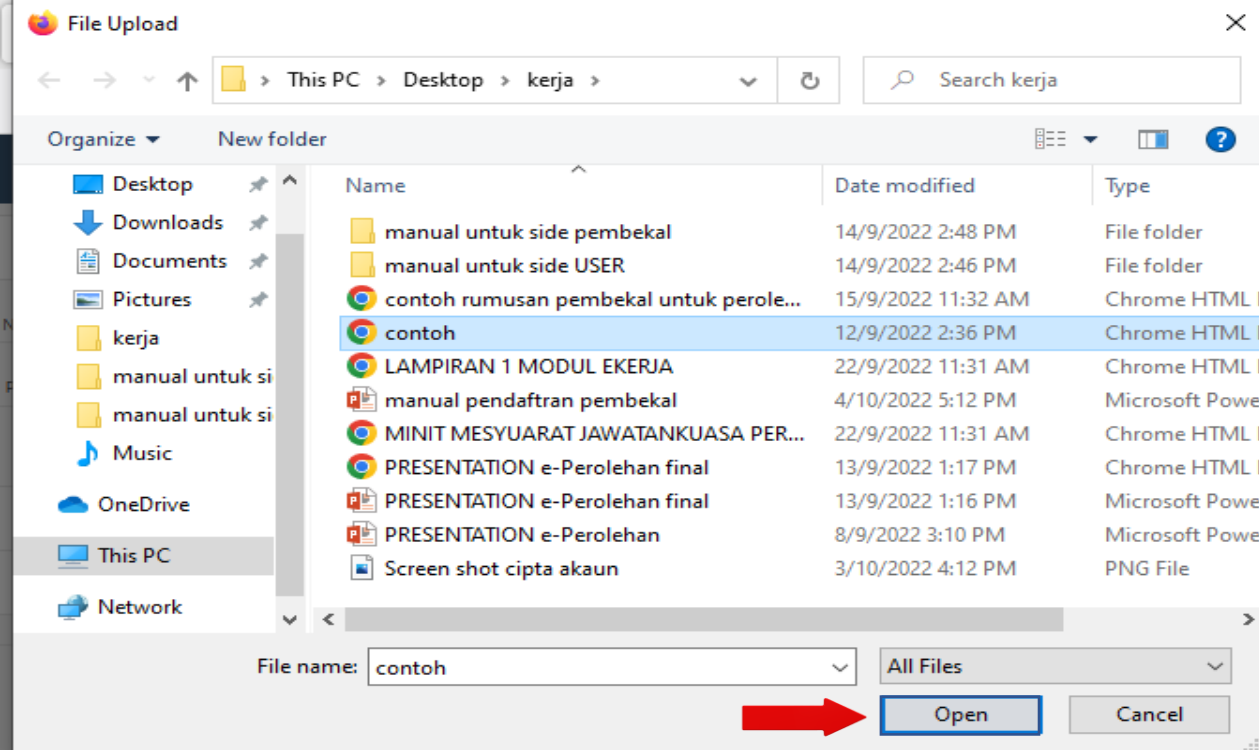 File Upload
This PC > Desktop > kerja >
Search kerja
Organize
New folder
?
Desktop
Downloads
Documents
Pictures
kerja
manual untuk si
manual untuk si
Music
OneDrive
This PC
Network
Name Date modified Type
manual untuk side pembekal 14/9/2022 2:48 PM File folder
manual untuk side USER 14/9/2022 2:46 PM File folder
contoh rumusan pembekal untuk perole... 15/9/2022 11:32 AM Chrome HTML
contoh 12/9/2022 2:36 PM Chrome HTML
LAMPIRAN 1 MODUL EKERJA 22/9/2022 11:31 AM Chrome HTML
manual pendaftran pembekal 4/10/2022 5:12 PM Microsoft Powe
MINIT MESYUARAT JAWATANKUASA PER... 22/9/2022 11:31 AM Chrome HTML
PRESENTATION e-Perolehan final 13/9/2022 1:17 PM Chrome HTML
PRESENTATION e-Perolehan final 13/9/2022 1:16 PM Microsoft Powe
PRESENTATION e-Perolehan 8/9/2022 3:10 PM Microsoft Powe
Screen shot cipta akaun 3/10/2022 4:12 PM PNG File
File name: contoh
All Files
Open
Cancel